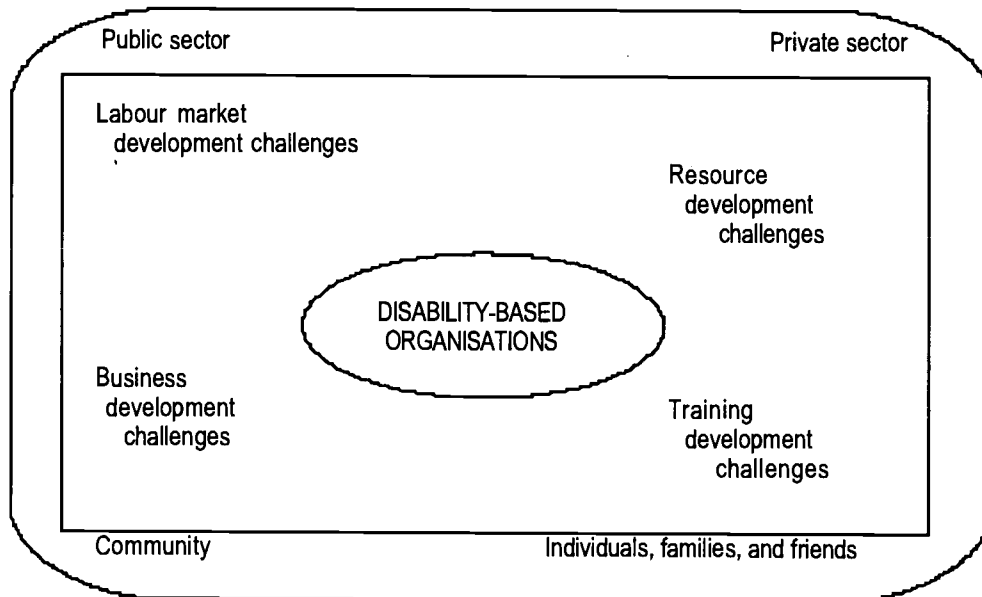 Public sector
Private sector
Labour market
development challenges
Resource
development
challenges
DISABILITY-BASED
ORGANISATIONS
Business
development
challenges
Training
development
challenges
Community
Individuals, families, and friends